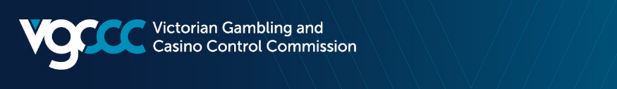 vgccc
Victorian Gambling and
Casino Control Commission